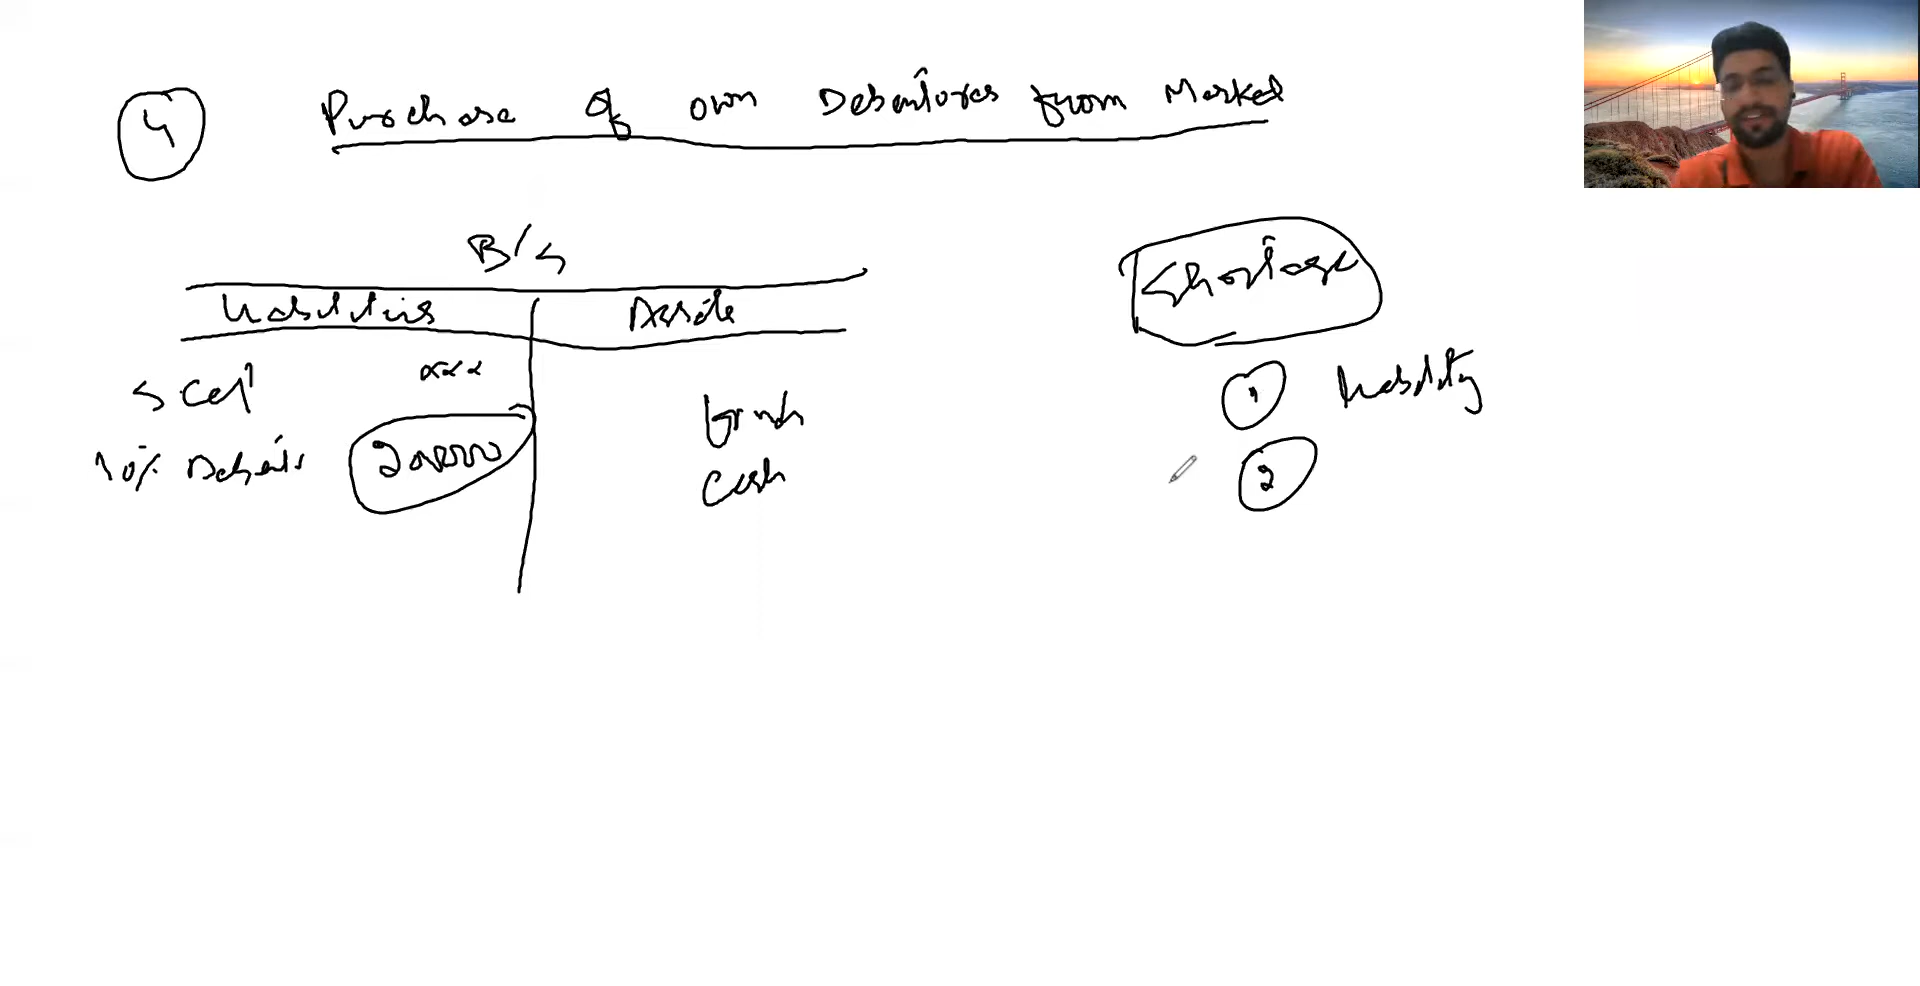 4 Purchase of own Debentures from Market
B/S
Liabilities Assets
Shortage
S Cap xxx
① Liability
10% Debents 200000
Bank
Cash
②